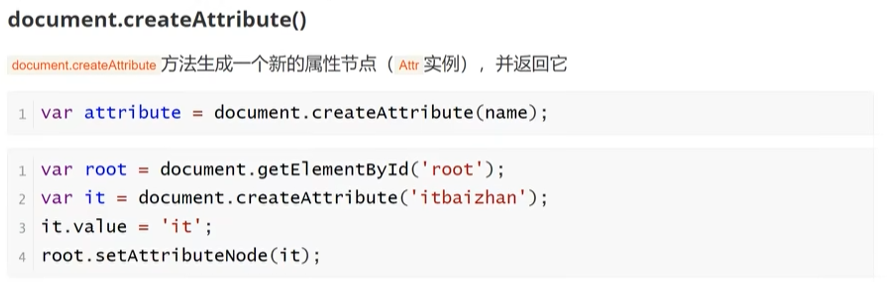 document.createAttribute()
document.createAttribute 方法生成一个新的属性节点（ Attr 实例），并返回它
1 var attribute = document.createAttribute(name);
1 var root = document.getElementById('root');
2 var it = document.createAttribute('itbaizhan');
3 it.value = 'it';
4 root.setAttributeNode(it);